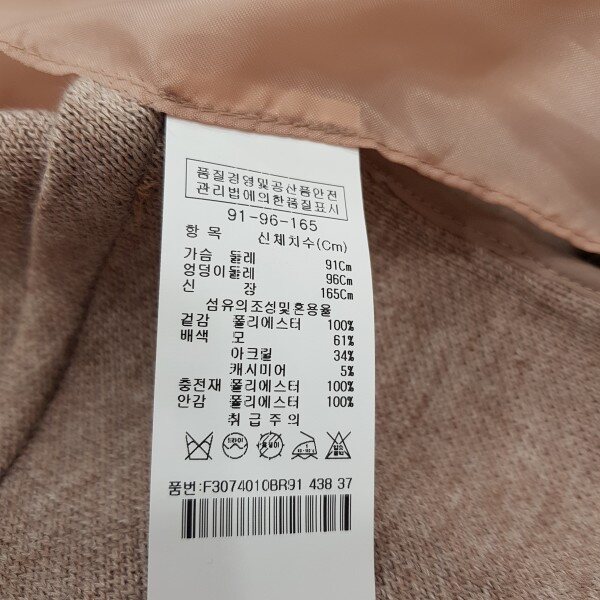 품질경영및공산품안전
관리법에의한품질표시
91-96-165
항 목 신체치수(Cm)
가슴 둘레 91Cm
엉덩이둘레 96Cm
신 장 165Cm
섬유의조성및혼용율
겉감 폴리에스터 100%
배색 모 61%
아크릴 34%
캐시미어 5%
충전재 폴리에스터 100%
안감 폴리에스터 100%
취급주의
드라이
품번:F3074010BR91 438 37